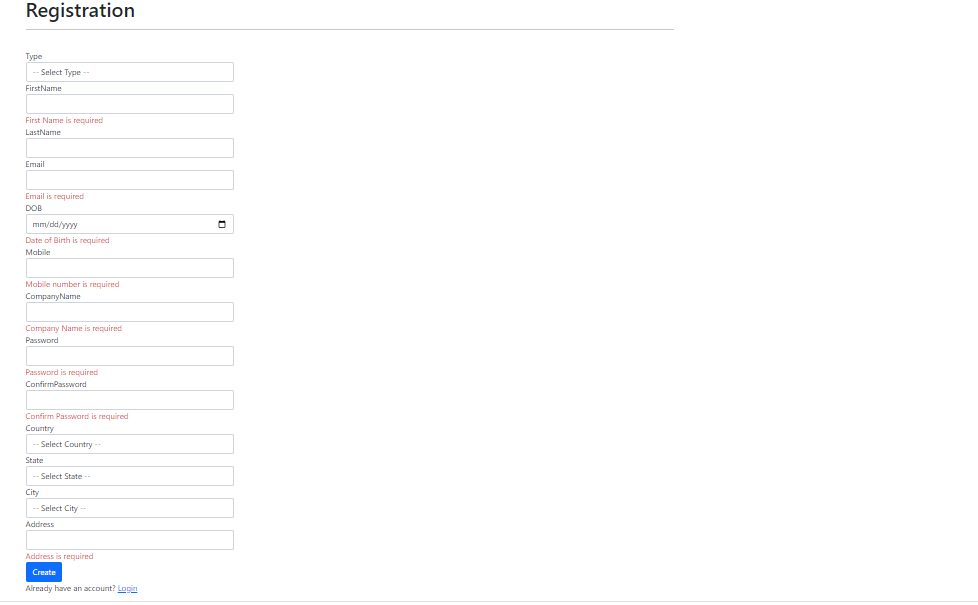 Registration
Type
-- Select Type --
FirstName
First Name is required
LastName
Email
Email is required
DOB
mm/dd/yyyy
Date of Birth is required
Mobile
Mobile number is required
CompanyName
Company Name is required
Password
Password is required
ConfirmPassword
Confirm Password is required
Country
-- Select Country --
State
-- Select State --
City
-- Select City --
Address
Address is required
Create
Already have an account? Login